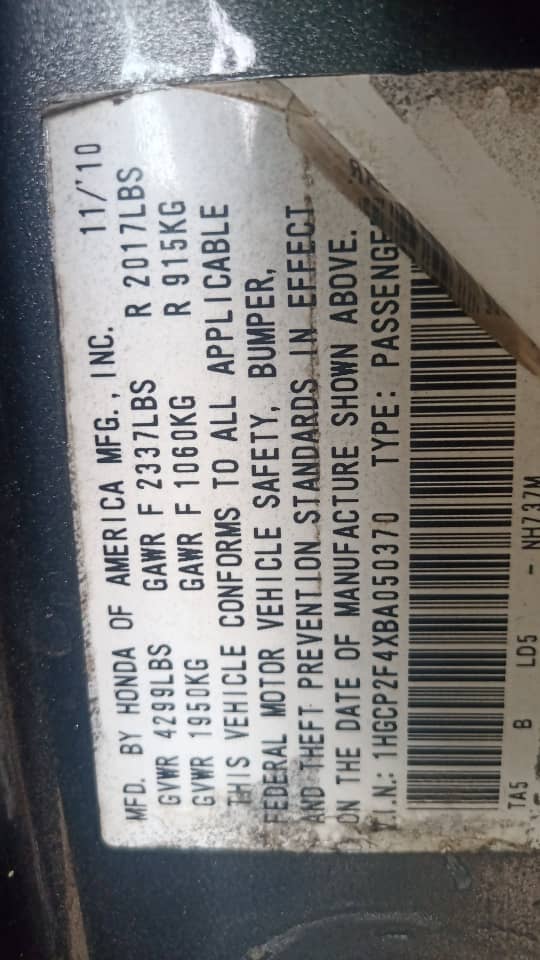 MFD. BY HONDA OF AMERICA MFG., INC. 11/'10
GVWR 4299LBS GAWR F 2337LBS R 2017LBS
GVWR 1950KG GAWR F 1060KG R 915KG
THIS VEHICLE CONFORMS TO ALL APPLICABLE
FEDERAL MOTOR VEHICLE SAFETY, BUMPER,
AND THEFT PREVENTION STANDARDS IN EFFECT
ON THE DATE OF MANUFACTURE SHOWN ABOVE.
V.I.N.: 1HGCP2F4XBA050370 TYPE: PASSENGE
TA5 B LD5 - NH737M